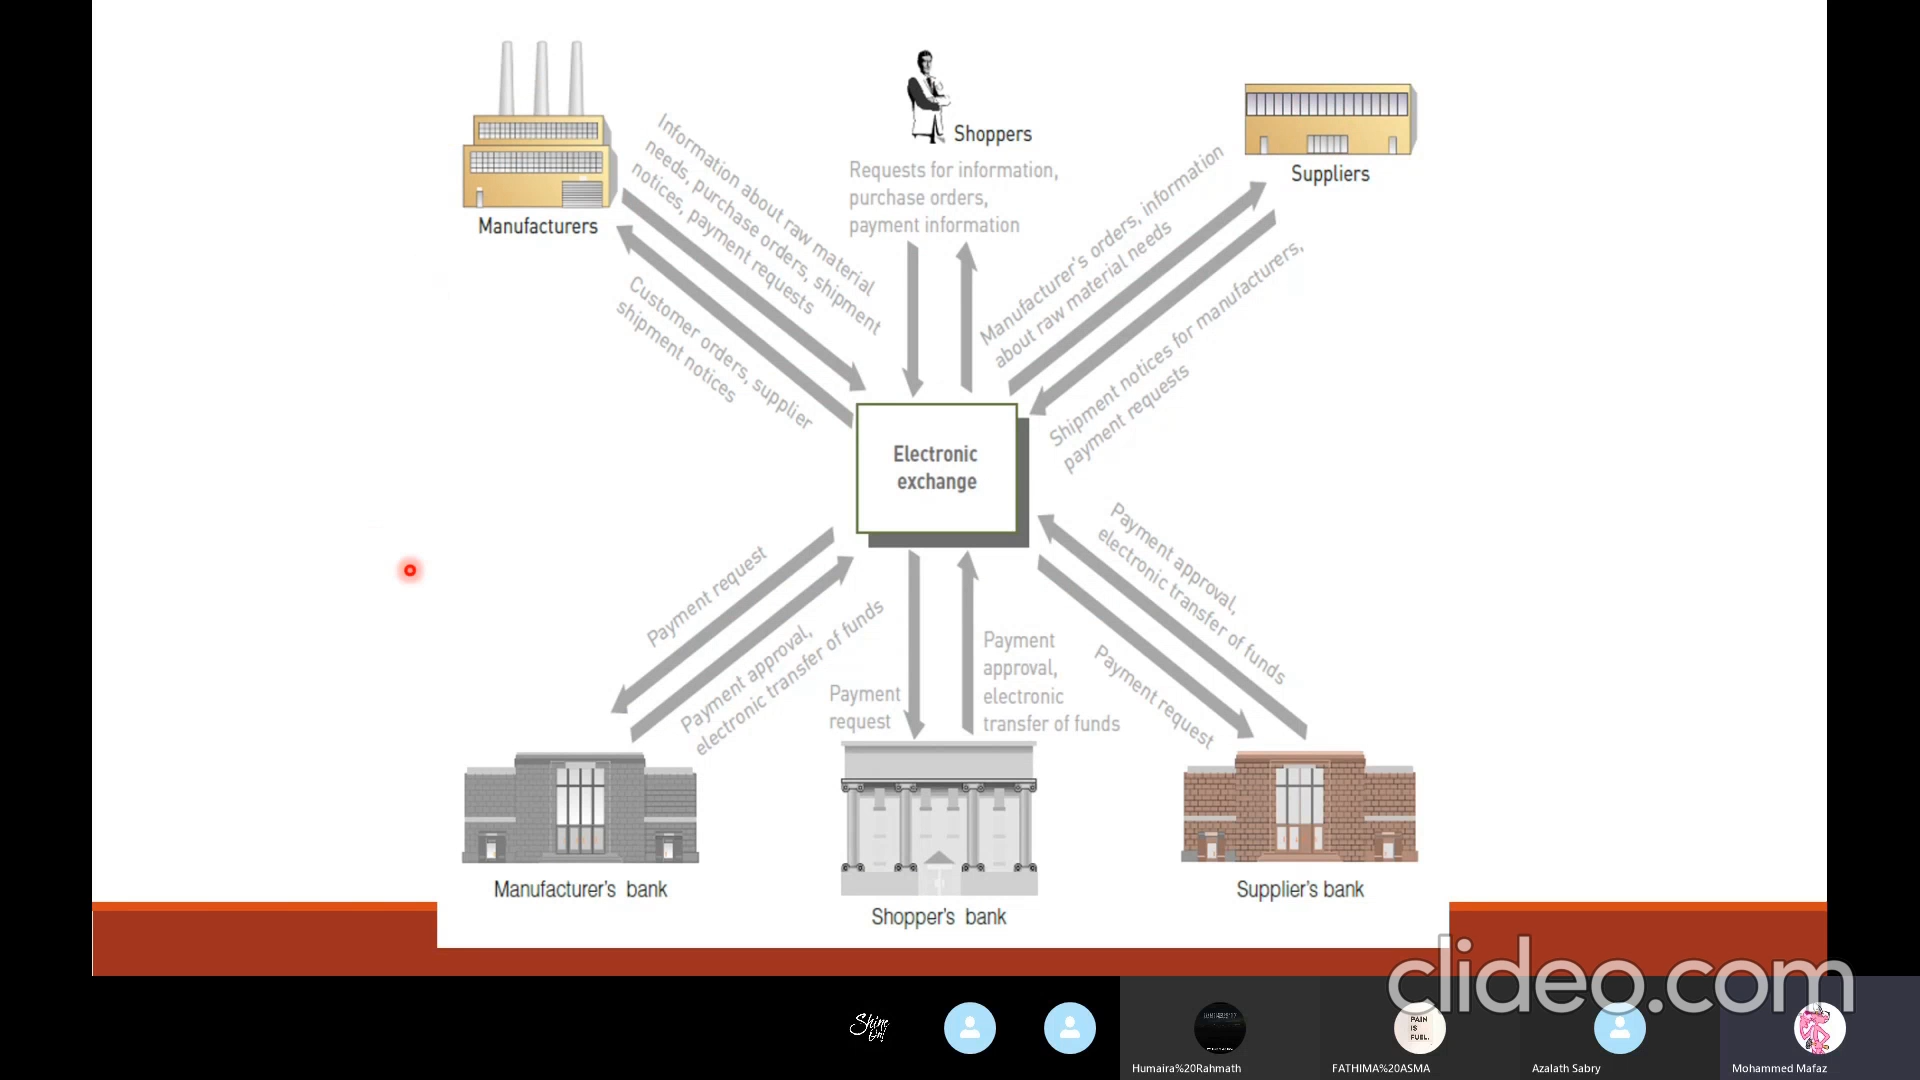 Shoppers
Suppliers
Manufacturers
Information about raw material
needs, purchase orders, shipment
notices, payment requests
Customer orders, supplier
shipment notices
Requests for information,
purchase orders,
payment information
Manufacturer's orders, information
about raw material needs
Shipment notices for manufacturers,
payment requests
Electronic
exchange
Payment request
Payment approval,
electronic transfer of funds
Payment
request
Payment
approval,
electronic
transfer of funds
Payment approval,
electronic transfer of funds
Payment request
Manufacturer's bank
Shopper's bank
Supplier's bank
clideo.com
Shine
PAIN
IS
FUEL.
Humaira%20Rahmath
FATHIMA%20ASMA
Azalath Sabry
Mohammed Mafaz